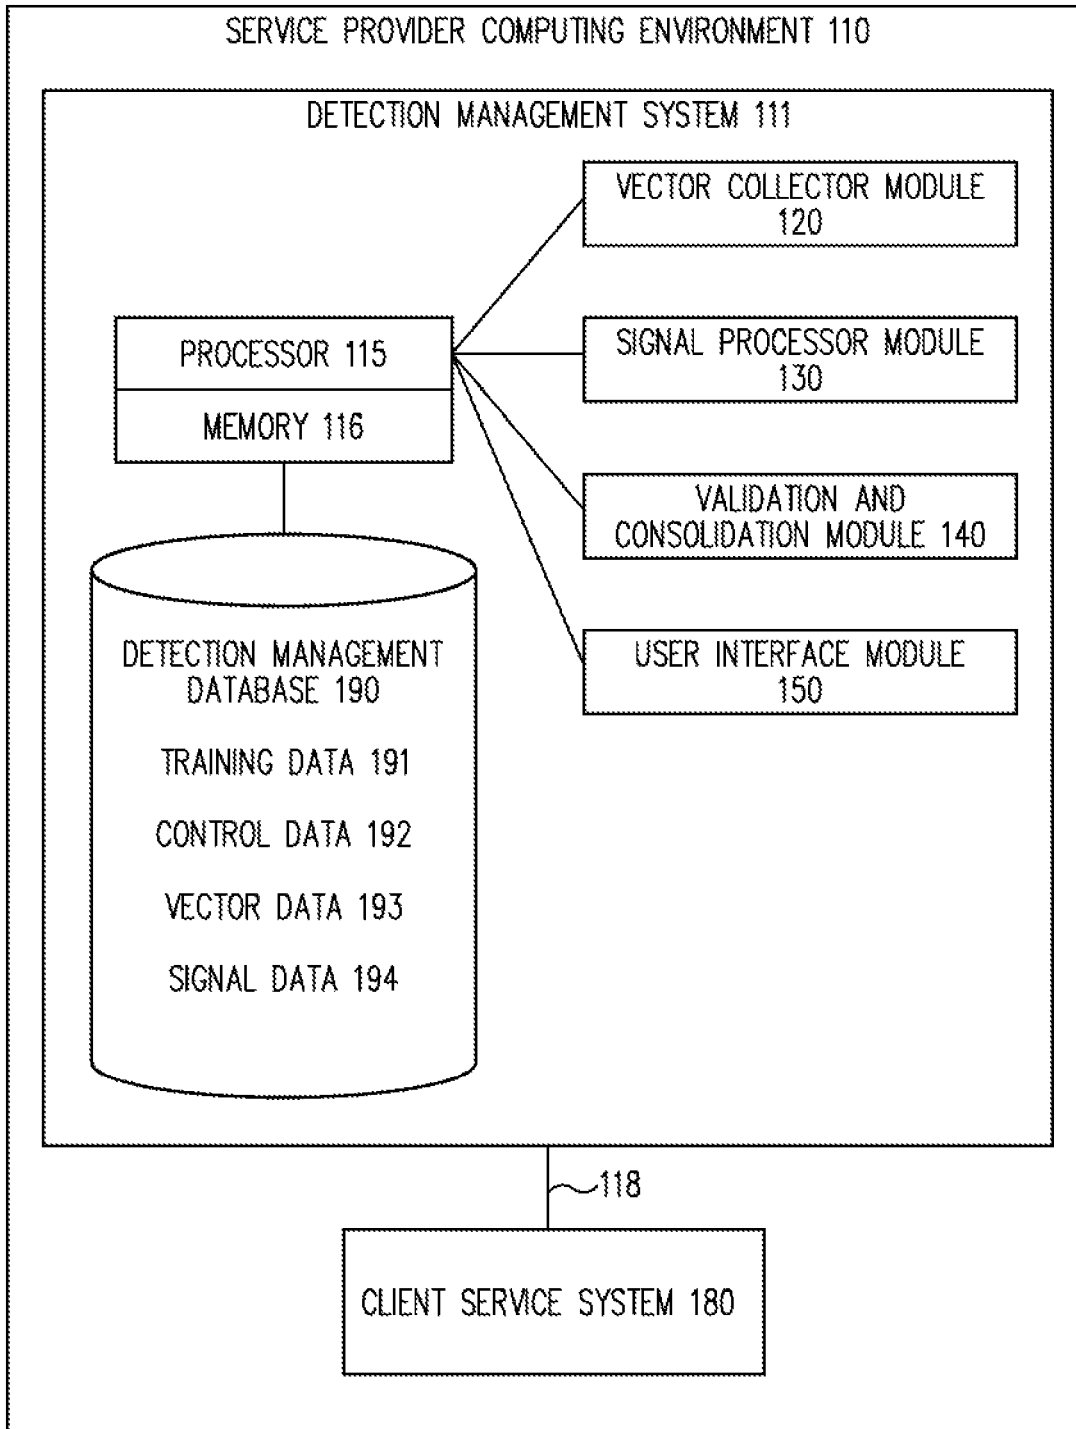 SERVICE PROVIDER COMPUTING ENVIRONMENT 110
DETECTION MANAGEMENT SYSTEM 111
VECTOR COLLECTOR MODULE
120
PROCESSOR 115
MEMORY 116
SIGNAL PROCESSOR MODULE
130
VALIDATION AND
CONSOLIDATION MODULE 140
USER INTERFACE MODULE
150
DETECTION MANAGEMENT
DATABASE 190
TRAINING DATA 191
CONTROL DATA 192
VECTOR DATA 193
SIGNAL DATA 194
118
CLIENT SERVICE SYSTEM 180